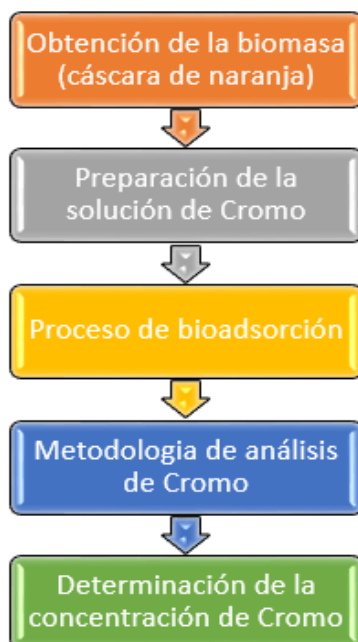 Obtención de la biomasa
(cáscara de naranja)
Preparación de la
solución de Cromo
Proceso de bioadsorción
Metodologia de análisis
de Cromo
Determinación de la
concentración de Cromo